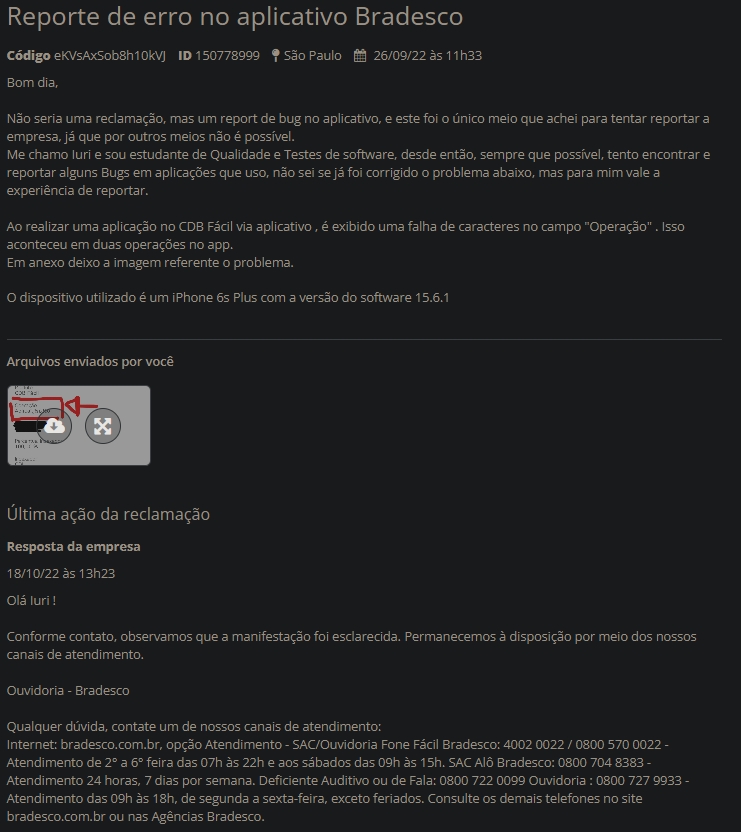 Reporte de erro no aplicativo Bradesco
Código eKVsAxSob8h10kVJ ID 150778999 São Paulo 26/09/22 às 11h33
Bom dia,
Não seria uma reclamação, mas um report de bug no aplicativo, e este foi o único meio que achei para tentar reportar a
empresa, já que por outros meios não é possível.
Me chamo Iuri e sou estudante de Qualidade e Testes de software, desde então, sempre que possível, tento encontrar e
reportar alguns Bugs em aplicações que uso, não sei se já foi corrigido o problema abaixo, mas para mim vale a
experiência de reportar.
Ao realizar uma aplicação no CDB Fácil via aplicativo , é exibido uma falha de caracteres no campo "Operação" . Isso
aconteceu em duas operações no app.
Em anexo deixo a imagem referente o problema.
O dispositivo utilizado é um iPhone 6s Plus com a versão do software 15.6.1
Arquivos enviados por você
Última ação da reclamação
Resposta da empresa
18/10/22 às 13h23
Olá Iuri !
Conforme contato, observamos que a manifestação foi esclarecida. Permanecemos à disposição por meio dos nossos
canais de atendimento.
Ouvidoria - Bradesco
Qualquer dúvida, contate um de nossos canais de atendimento:
Internet: bradesco.com.br, opção Atendimento - SAC/Ouvidoria Fone Fácil Bradesco: 4002 0022 / 0800 570 0022 -
Atendimento de 2ª a 6ª feira das 07h às 22h e aos sábados das 09h às 15h. SAC Alô Bradesco: 0800 704 8383 -
Atendimento 24 horas, 7 dias por semana. Deficiente Auditivo ou de Fala: 0800 722 0099 Ouvidoria : 0800 727 9933 -
Atendimento das 09h às 18h, de segunda a sexta-feira, exceto feriados. Consulte os demais telefones no site
bradesco.com.br ou nas Agências Bradesco.